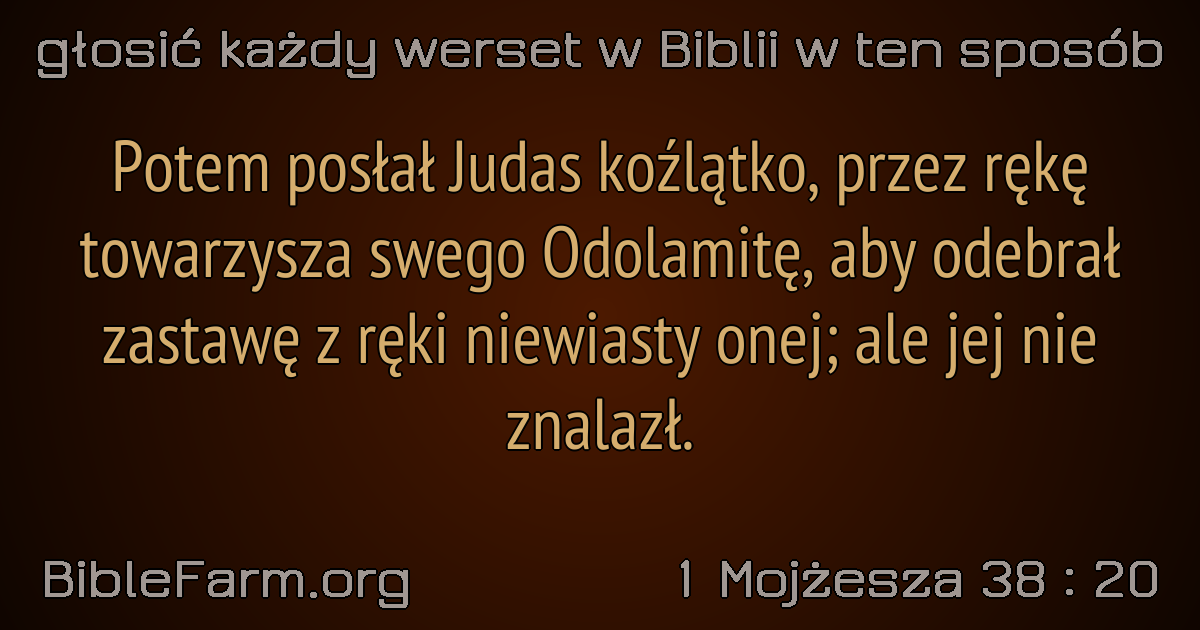 głosić każdy werset w Biblii w ten sposób
Potem posłał Judas koźlątko, przez rękę
towarzysza swego Odolamitę, aby odebrał
zastawę z ręki niewiasty onej; ale jej nie
znalazł.
BibleFarm.org
1 Mojżesza 38 : 20